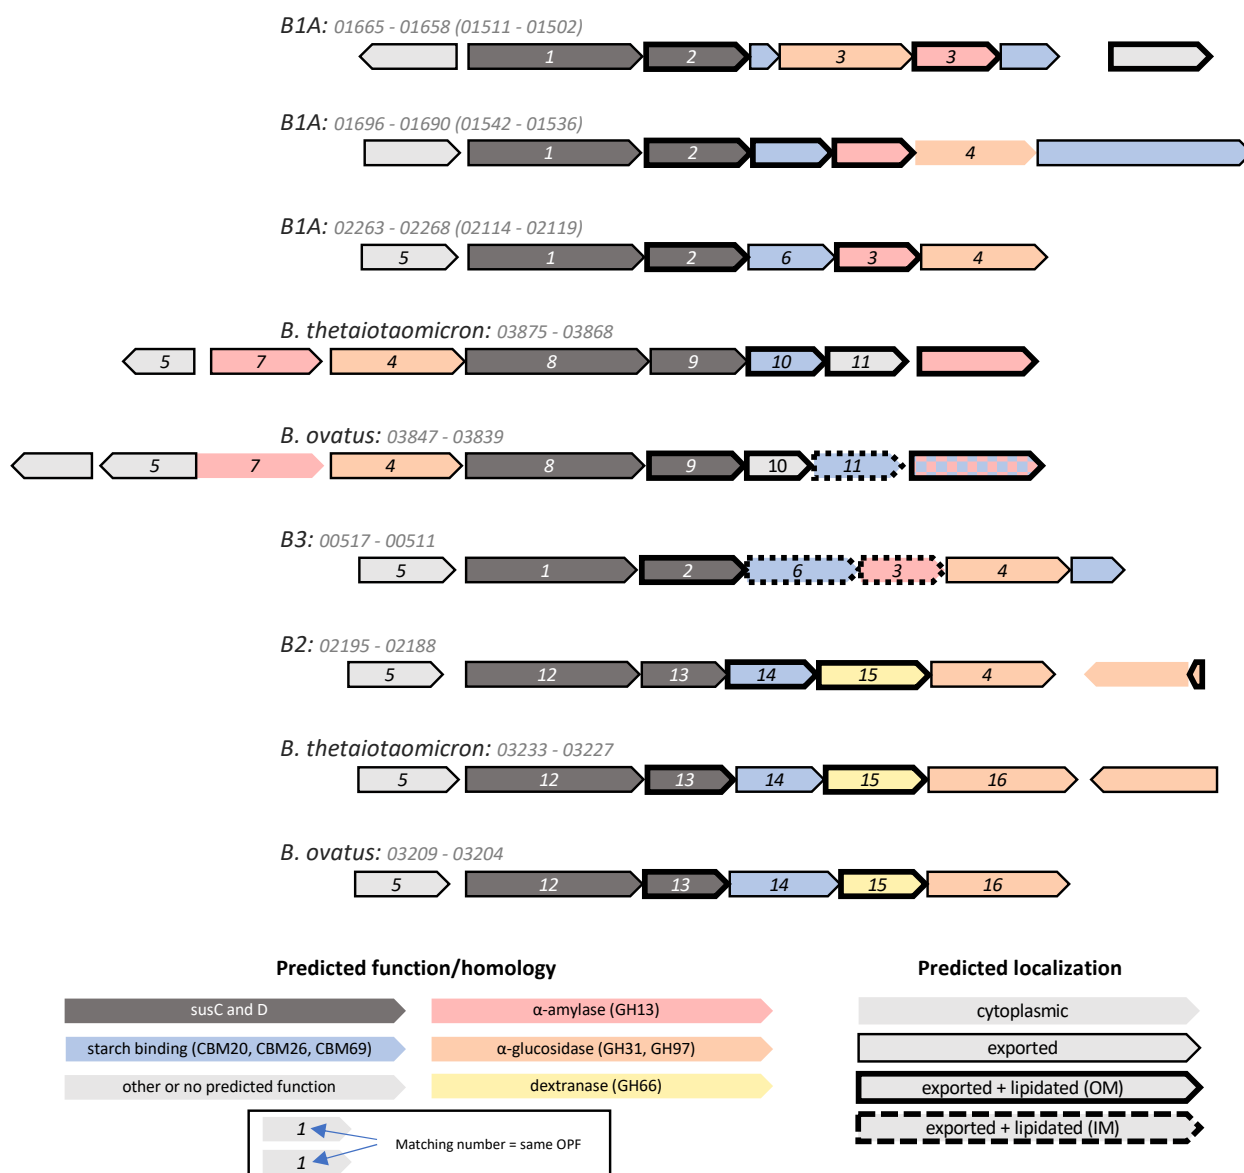 B1A: 01665 - 01658 (01511 - 01502)
1 2 3 3
B1A: 01696 - 01690 (01542 - 01536)
1 2 4
B1A: 02263 - 02268 (02114 - 02119)
5 1 2 6 3 4
B. thetaiotaomicron: 03875 - 03868
5 7 4 8 9 10 11
B. ovatus: 03847 - 03839
5 7 4 8 9 10 11
B3: 00517 - 00511
5 1 2 6 3 4
B2: 02195 - 02188
5 12 13 14 15 4
B. thetaiotaomicron: 03233 - 03227
5 12 13 14 15 16
B. ovatus: 03209 - 03204
5 12 13 14 15 16
Predicted function/homology
susC and D
α-amylase (GH13)
starch binding (CBM20, CBM26, CBM69)
α-glucosidase (GH31, GH97)
other or no predicted function
dextranase (GH66)
1
1
Matching number = same OPF
Predicted localization
cytoplasmic
exported
exported + lipidated (OM)
exported + lipidated (IM)